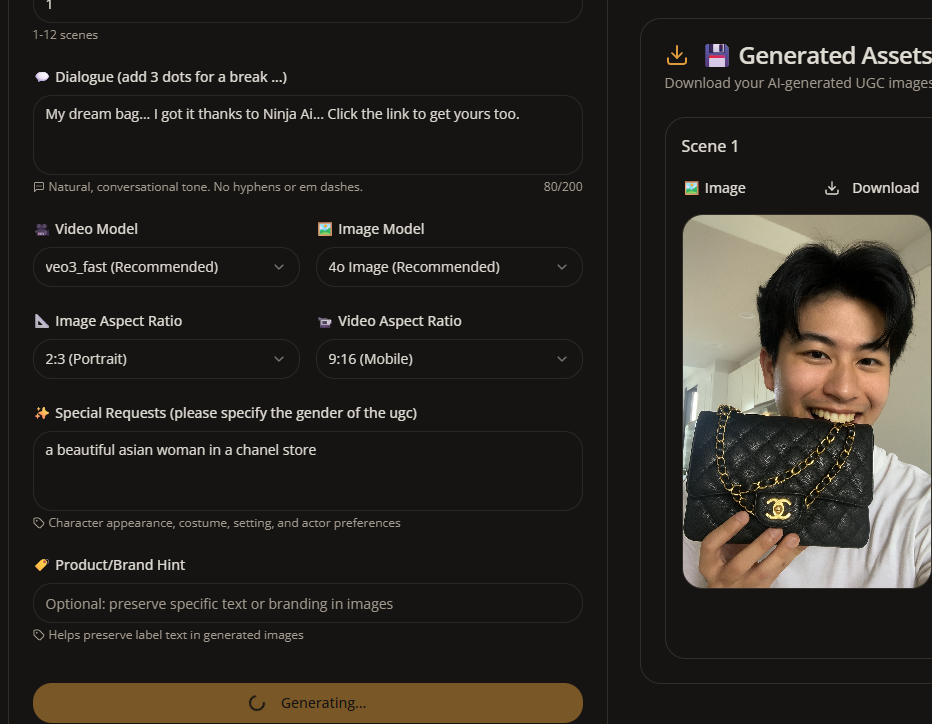 1
1-12 scenes
💬 Dialogue (add 3 dots for a break ...)
My dream bag... I got it thanks to Ninja Ai... Click the link to get yours too.
Natural, conversational tone. No hyphens or em dashes.
80/200
🎥 Video Model
🖼️ Image Model
veo3_fast (Recommended)
4o Image (Recommended)
📐 Image Aspect Ratio
📹 Video Aspect Ratio
2:3 (Portrait)
9:16 (Mobile)
✨ Special Requests (please specify the gender of the ugc)
a beautiful asian woman in a chanel store
Character appearance, costume, setting, and actor preferences
🏷️ Product/Brand Hint
Optional: preserve specific text or branding in images
Helps preserve label text in generated images
Generating...
💾 Generated Assets
Download your AI-generated UGC images
Scene 1
🖼️ Image
Download